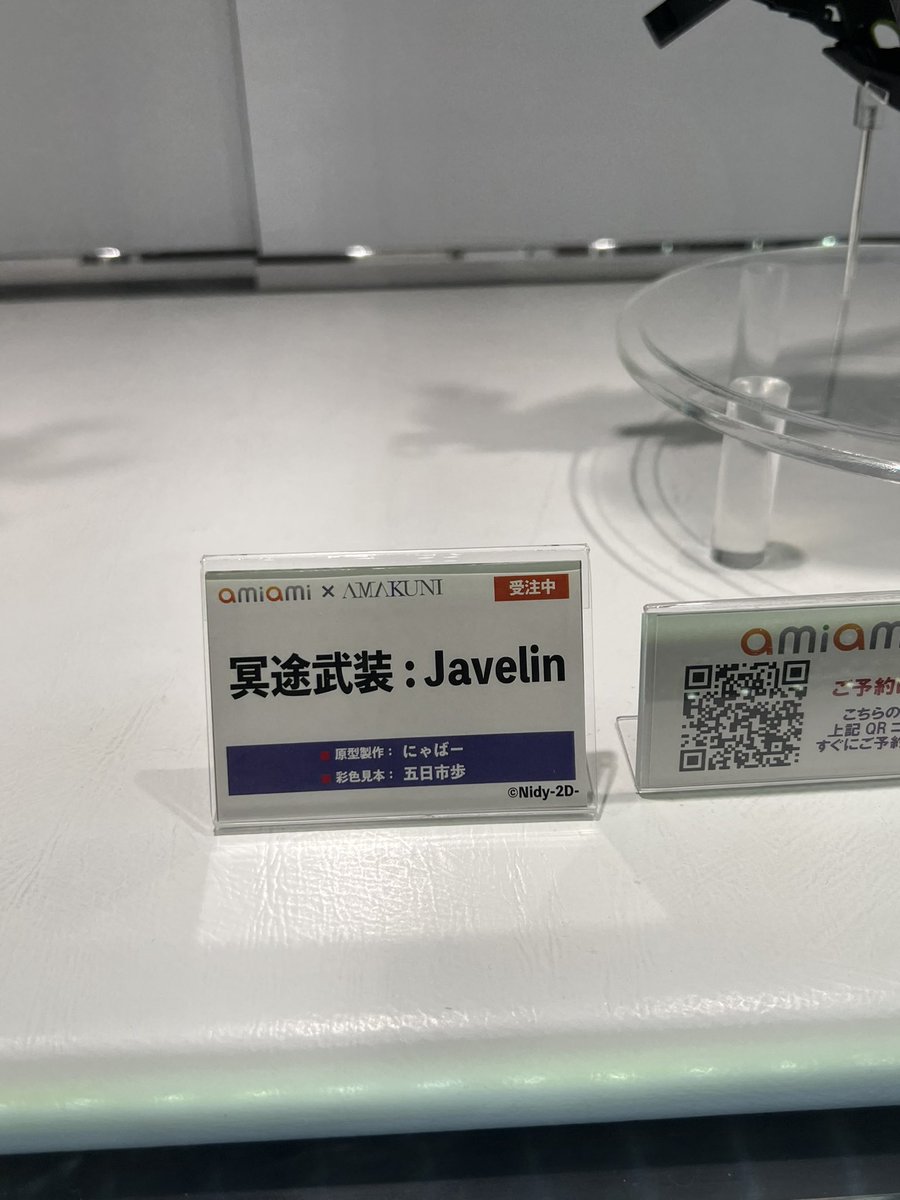 amiami × AMAKUNI 受注中
冥途武装：Javelin
原型製作： にゃばー
彩色見本： 五日市歩
©Nidy-2D-
amiam
ご予約
こちらの
上記 QR コ
すぐにご予約